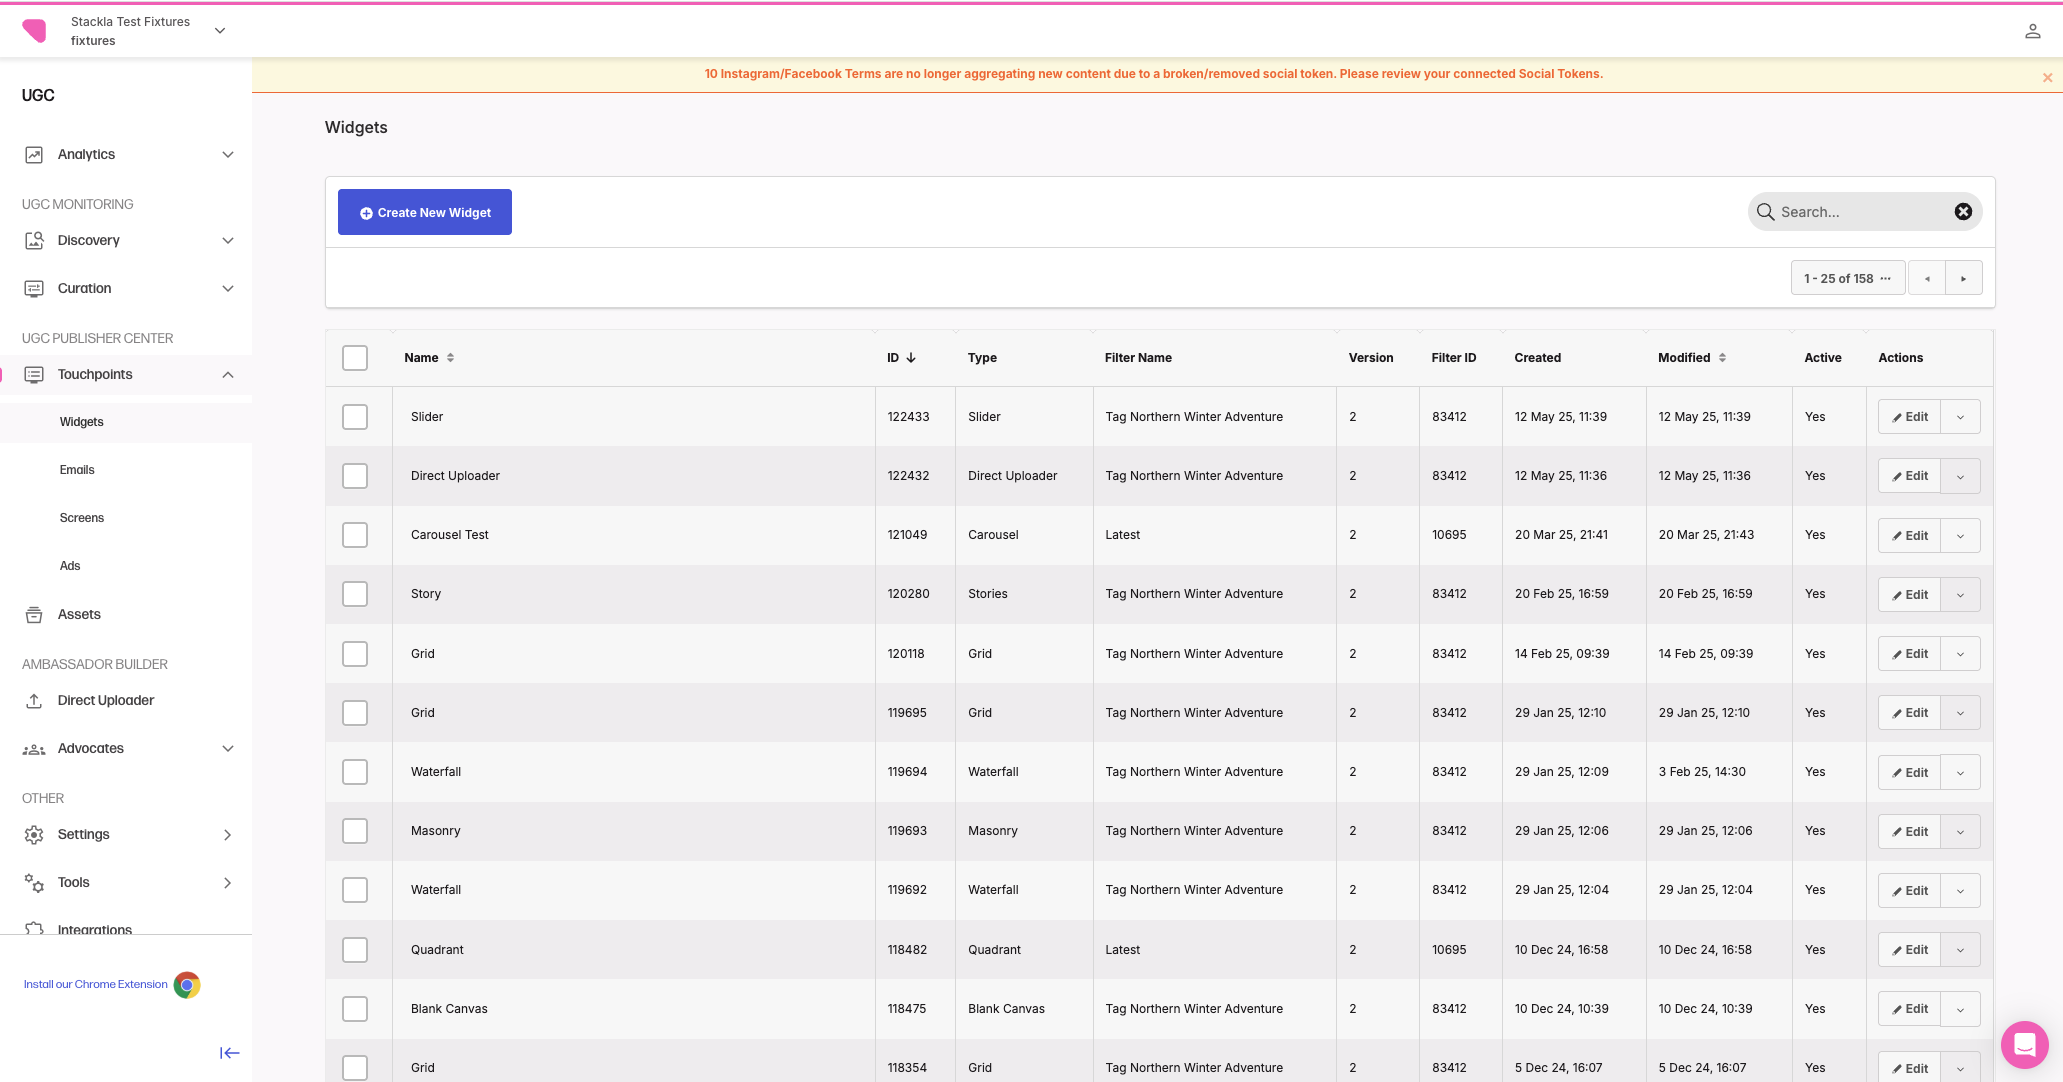 Stackla Test Fixtures
fixtures
10 Instagram/Facebook Terms are no longer aggregating new content due to a broken/removed social token. Please review your connected Social Tokens.
UGC
Analytics
UGC MONITORING
Discovery
Curation
UGC PUBLISHER CENTER
Touchpoints
Widgets
Emails
Screens
Ads
Assets
AMBASSADOR BUILDER
Direct Uploader
Advocates
OTHER
Settings
Tools
Integrations
Install our Chrome Extension
Widgets
Create New Widget
Search...
1 - 25 of 158 ···
Name ID Type Filter Name Version Filter ID Created Modified Active Actions
Slider 122433 Slider Tag Northern Winter Adventure 2 83412 12 May 25, 11:39 12 May 25, 11:39 Yes Edit
Direct Uploader 122432 Direct Uploader Tag Northern Winter Adventure 2 83412 12 May 25, 11:36 12 May 25, 11:36 Yes Edit
Carousel Test 121049 Carousel Latest 2 10695 20 Mar 25, 21:41 20 Mar 25, 21:43 Yes Edit
Story 120280 Stories Tag Northern Winter Adventure 2 83412 20 Feb 25, 16:59 20 Feb 25, 16:59 Yes Edit
Grid 120118 Grid Tag Northern Winter Adventure 2 83412 14 Feb 25, 09:39 14 Feb 25, 09:39 Yes Edit
Grid 119695 Grid Tag Northern Winter Adventure 2 83412 29 Jan 25, 12:10 29 Jan 25, 12:10 Yes Edit
Waterfall 119694 Waterfall Tag Northern Winter Adventure 2 83412 29 Jan 25, 12:09 3 Feb 25, 14:30 Yes Edit
Masonry 119693 Masonry Tag Northern Winter Adventure 2 83412 29 Jan 25, 12:06 29 Jan 25, 12:06 Yes Edit
Waterfall 119692 Waterfall Tag Northern Winter Adventure 2 83412 29 Jan 25, 12:04 29 Jan 25, 12:04 Yes Edit
Quadrant 118482 Quadrant Latest 2 10695 10 Dec 24, 16:58 10 Dec 24, 16:58 Yes Edit
Blank Canvas 118475 Blank Canvas Tag Northern Winter Adventure 2 83412 10 Dec 24, 10:39 10 Dec 24, 10:39 Yes Edit
Grid 118354 Grid Tag Northern Winter Adventure 2 83412 5 Dec 24, 16:07 5 Dec 24, 16:07 Yes Edit